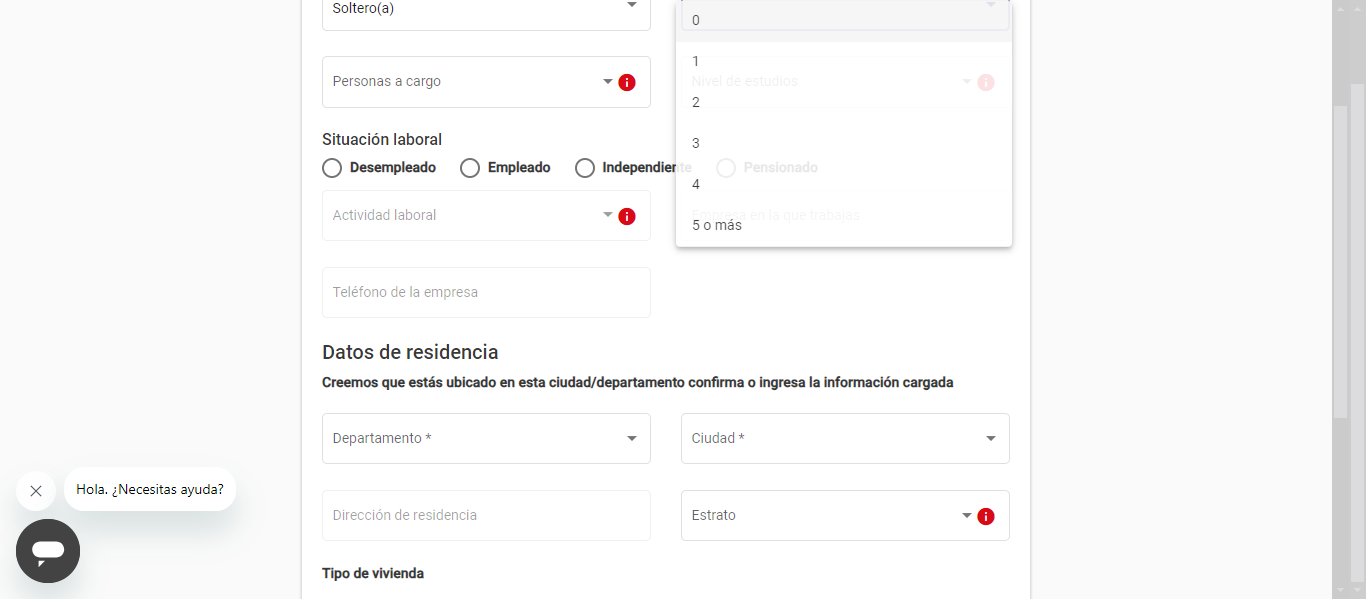 Soltero(a)
0
Personas a cargo
1
Nivel de estudios
2
Situación laboral
3
Desempleado
Empleado
Independiente
Pensionado
4
Actividad laboral
Empresa en la que trabajas
5 o más
Teléfono de la empresa
Datos de residencia
Creemos que estás ubicado en esta ciudad/departamento confirma o ingresa la información cargada
Departamento *
Ciudad *
Hola. ¿Necesitas ayuda?
Dirección de residencia
Estrato
Tipo de vivienda